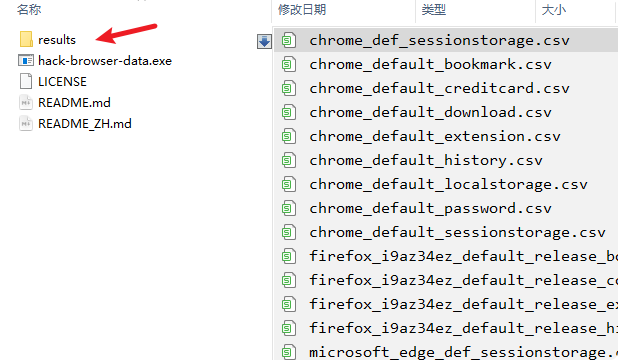 名称
results
hack-browser-data.exe
LICENSE
README.md
README_ZH.md
修改日期 类型 大小
chrome_def_sessionstorage.csv
chrome_default_bookmark.csv
chrome_default_creditcard.csv
chrome_default_download.csv
chrome_default_extension.csv
chrome_default_history.csv
chrome_default_localstorage.csv
chrome_default_password.csv
chrome_default_sessionstorage.csv
firefox_i9az34ez_default_release_bo
firefox_i9az34ez_default_release_co
firefox_i9az34ez_default_release_ex
firefox_i9az34ez_default_release_hi
microsoft_edge_def_sessionstorage.c